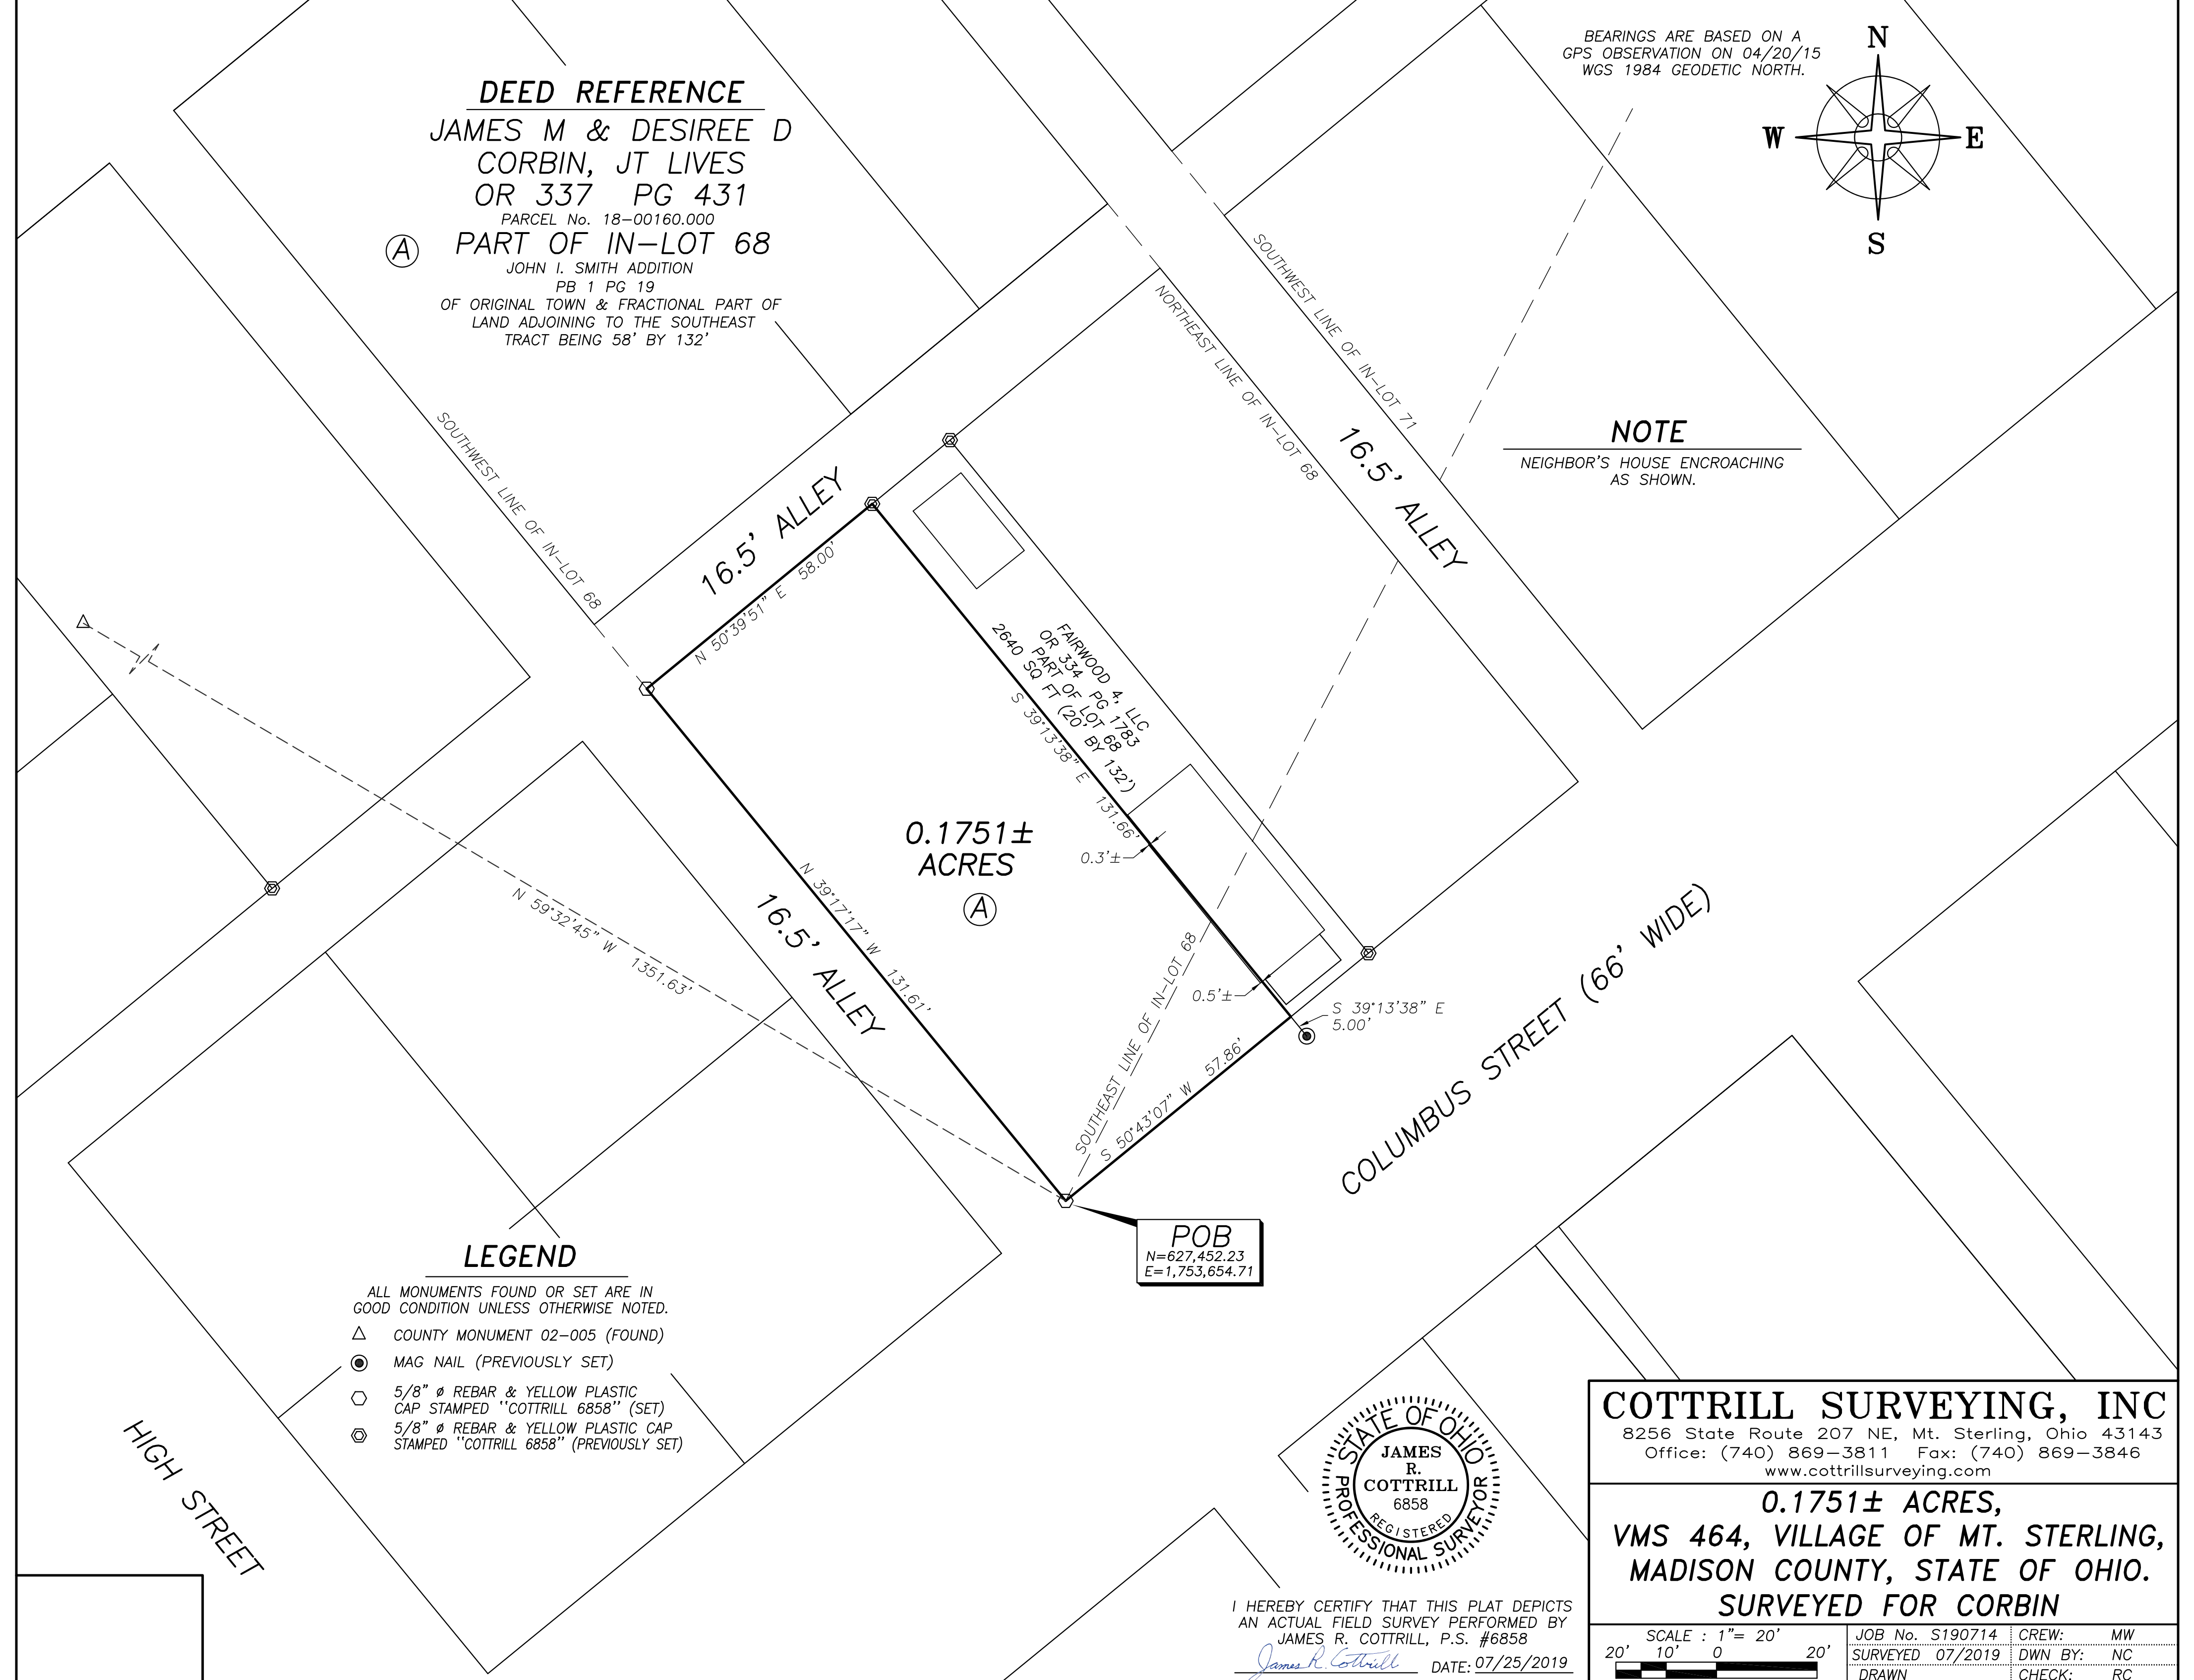 DEED REFERENCE
JAMES M & DESIREE D
CORBIN, JT LIVES
OR 337 PG 431
PARCEL No. 18-00160.000
A PART OF IN-LOT 68
JOHN I. SMITH ADDITION
PB 1 PG 19
OF ORIGINAL TOWN & FRACTIONAL PART OF
LAND ADJOINING TO THE SOUTHEAST
TRACT BEING 58' BY 132'
BEARINGS ARE BASED ON A
GPS OBSERVATION ON 04/20/15
WGS 1984 GEODETIC NORTH.
N
W E
S
SOUTHWEST LINE OF IN-LOT 71
NORTHEAST LINE OF IN-LOT 68
16.5' ALLEY
NOTE
NEIGHBOR'S HOUSE ENCROACHING
AS SHOWN.
SOUTHWEST LINE OF IN-LOT 68
16.5' ALLEY
N 50°39'51" E 58.00'
FAIRWOOD 4, LLC
OR 334 PG 1783
PART OF LOT 68
2640 SQ FT (20' BY 132')
S 39°13'38" E 131.66'
0.3'±
0.1751±
ACRES
A
N 39°17'17" W 131.61'
16.5' ALLEY
N 59°32'45" W 1351.63'
0.5'±
S 39°13'38" E
5.00'
SOUTHEAST LINE OF IN-LOT 68
S 50°43'07" W 57.86'
COLUMBUS STREET (66' WIDE)
POB
N=627,452.23
E=1,753,654.71
LEGEND
ALL MONUMENTS FOUND OR SET ARE IN
GOOD CONDITION UNLESS OTHERWISE NOTED.
COUNTY MONUMENT 02-005 (FOUND)
MAG NAIL (PREVIOUSLY SET)
5/8" ø REBAR & YELLOW PLASTIC
CAP STAMPED "COTTRILL 6858" (SET)
5/8" ø REBAR & YELLOW PLASTIC CAP
STAMPED "COTTRILL 6858" (PREVIOUSLY SET)
HIGH STREET
STATE OF OHIO
JAMES
R.
COTTRILL
6858
REGISTERED
PROFESSIONAL SURVEYOR
I HEREBY CERTIFY THAT THIS PLAT DEPICTS
AN ACTUAL FIELD SURVEY PERFORMED BY
JAMES R. COTTRILL, P.S. #6858
James R. Cottrill DATE: 07/25/2019
COTTRILL SURVEYING, INC
8256 State Route 207 NE, Mt. Sterling, Ohio 43143
Office: (740) 869-3811 Fax: (740) 869-3846
www.cottrillsurveying.com
0.1751± ACRES,
VMS 464, VILLAGE OF MT. STERLING,
MADISON COUNTY, STATE OF OHIO.
SURVEYED FOR CORBIN
SCALE : 1"= 20'
20' 10' 0 20'
JOB No. S190714 CREW: MW
SURVEYED 07/2019 DWN BY: NC
DRAWN CHECK: RC